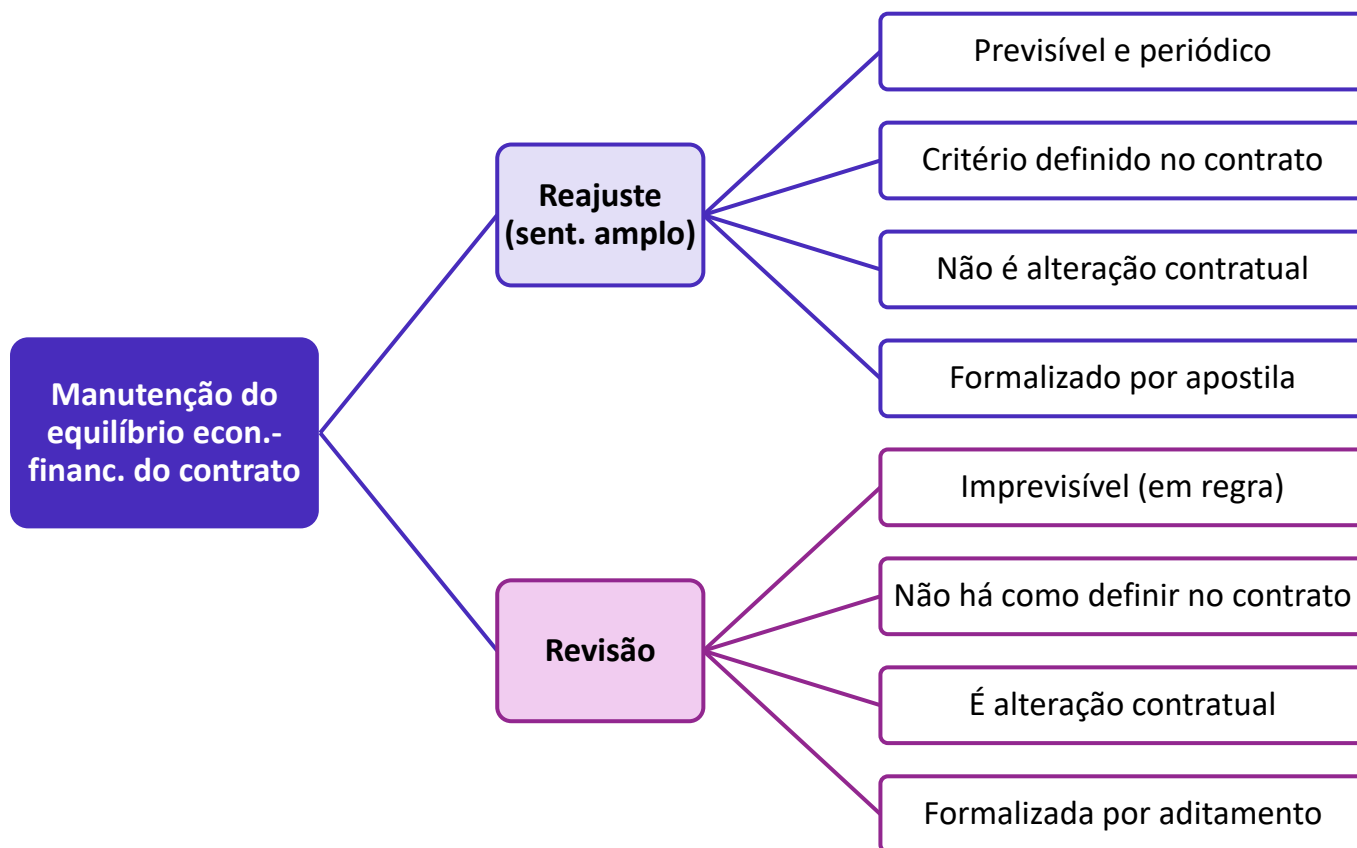 Manutenção do
equilíbrio econ.-
financ. do contrato
Reajuste
(sent. amplo)
Previsível e periódico
Critério definido no contrato
Não é alteração contratual
Formalizado por apostila
Revisão
Imprevisível (em regra)
Não há como definir no contrato
É alteração contratual
Formalizada por aditamento